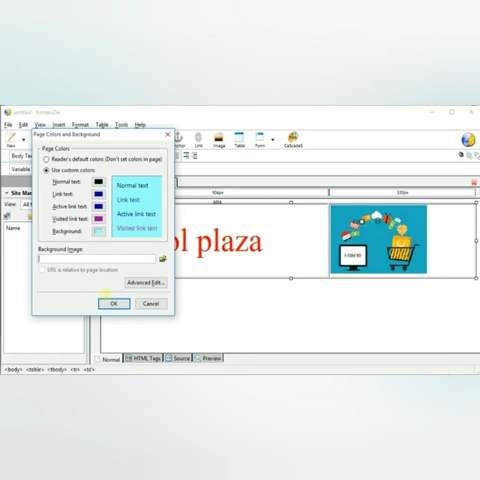 untitled - KompoZer
File Edit View Insert Format Table Tools Help
New
Anchor Link Image Table Form CaScadeS
Body Te
Variable
Site Ma
View: All f
Name
504px
330px
ol plaza
Page Colors and Background
Page Colors
Reader's default colors (Don't set colors in page)
Use custom colors:
Normal text:
Link text:
Active link text:
Visited link text:
Background:
Normal text
Link text
Active link text
Visited link text
Background Image:
URL is relative to page location
Advanced Edit...
OK Cancel
Normal HTML Tags Source Preview
<body> <table> <tbody> <tr> <td>